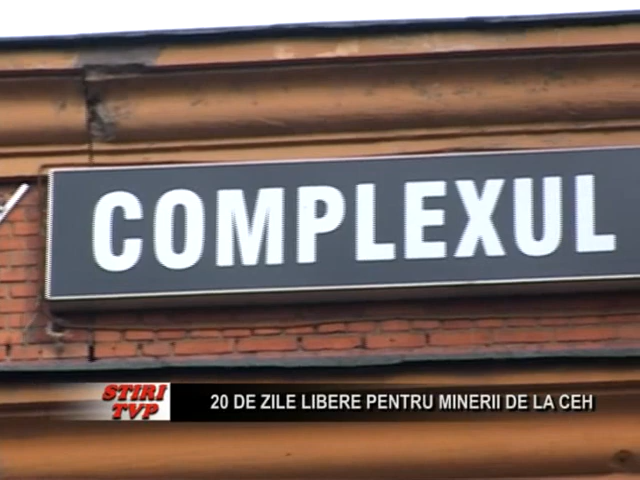 COMPLEXUL
STIRI
TVP
20 DE ZILE LIBERE PENTRU MINERII DE LA CEH